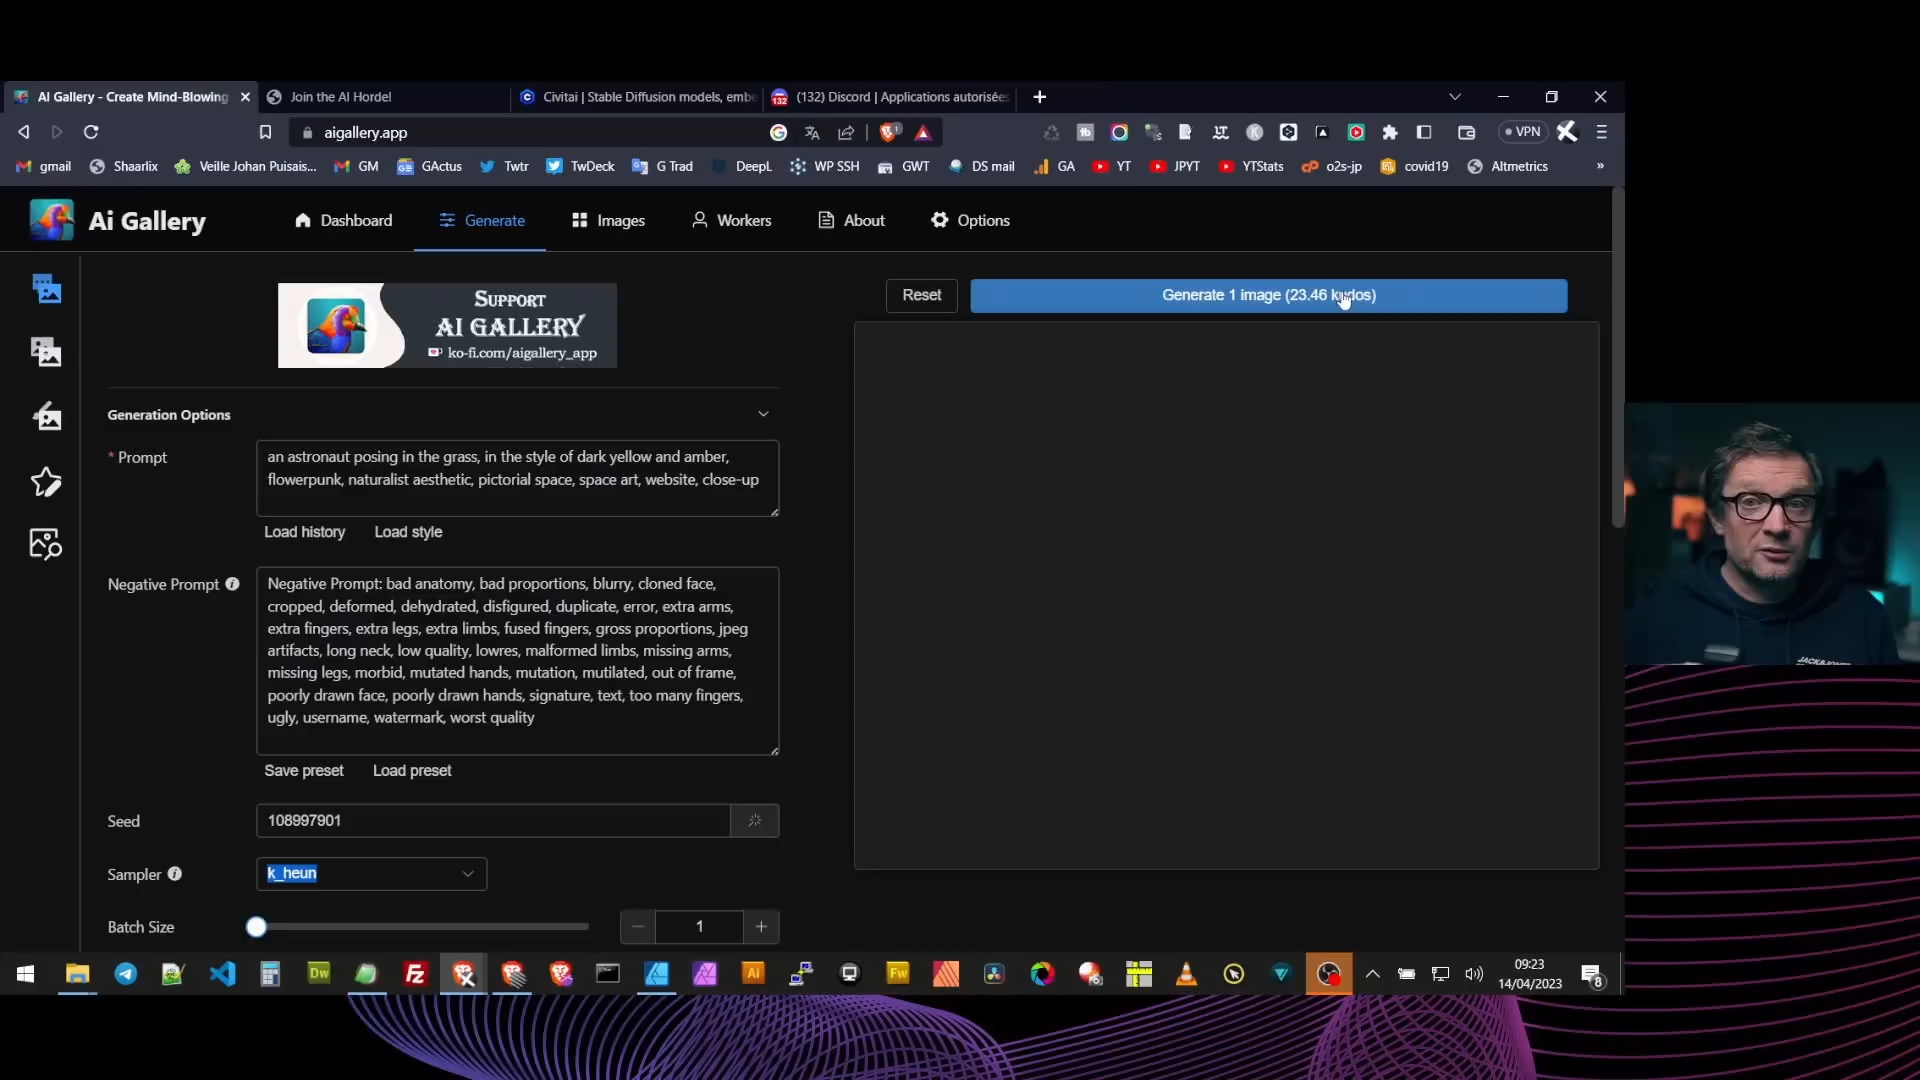 AI Gallery - Create Mind-Blowing
Join the AI Horde!
Civitai | Stable Diffusion models, embe
(132) Discord | Applications autorisées
aigallery.app
VPN
gmail
Shaarlix
Veille Johan Puisais...
GM
GActus
Twtr
TwDeck
G Trad
DeepL
WP SSH
GWT
DS mail
GA
YT
JPYT
YTStats
o2s-jp
covid19
Altmetrics
»
Ai Gallery
Dashboard
Generate
Images
Workers
About
Options
SUPPORT
AI GALLERY
ko-fi.com/aigallery_app
Reset
Generate 1 image (23.46 kudos)
Generation Options
* Prompt
an astronaut posing in the grass, in the style of dark yellow and amber,
flowerpunk, naturalist aesthetic, pictorial space, space art, website, close-up
Load history
Load style
Negative Prompt
Negative Prompt: bad anatomy, bad proportions, blurry, cloned face,
cropped, deformed, dehydrated, disfigured, duplicate, error, extra arms,
extra fingers, extra legs, extra limbs, fused fingers, gross proportions, jpeg
artifacts, long neck, low quality, lowres, malformed limbs, missing arms,
missing legs, morbid, mutated hands, mutation, mutilated, out of frame,
poorly drawn face, poorly drawn hands, signature, text, too many fingers,
ugly, username, watermark, worst quality
Save preset
Load preset
Seed
108997901
Sampler
k_heun
Batch Size
1
Dw
Fz
Ai
Fw
09:23
14/04/2023
8